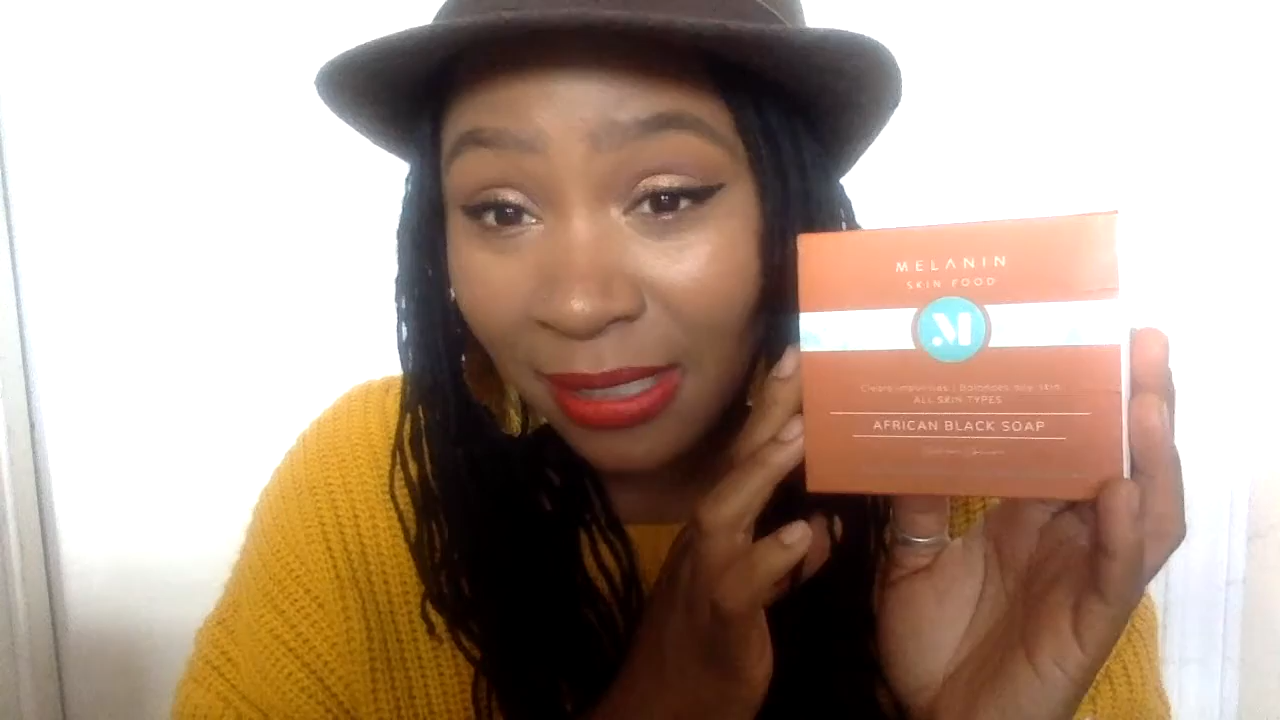 MELANIN
SKIN FOOD
M
Clears impurities | Balances oily skin
ALL SKIN TYPES
AFRICAN BLACK SOAP